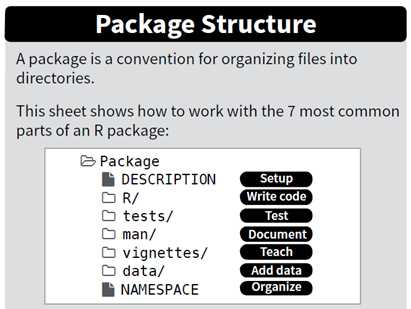 Package Structure
A package is a convention for organizing files into
directories.
This sheet shows how to work with the 7 most common
parts of an R package:
Package
DESCRIPTION Setup
R/ Write code
tests/ Test
man/ Document
vignettes/ Teach
data/ Add data
NAMESPACE Organize